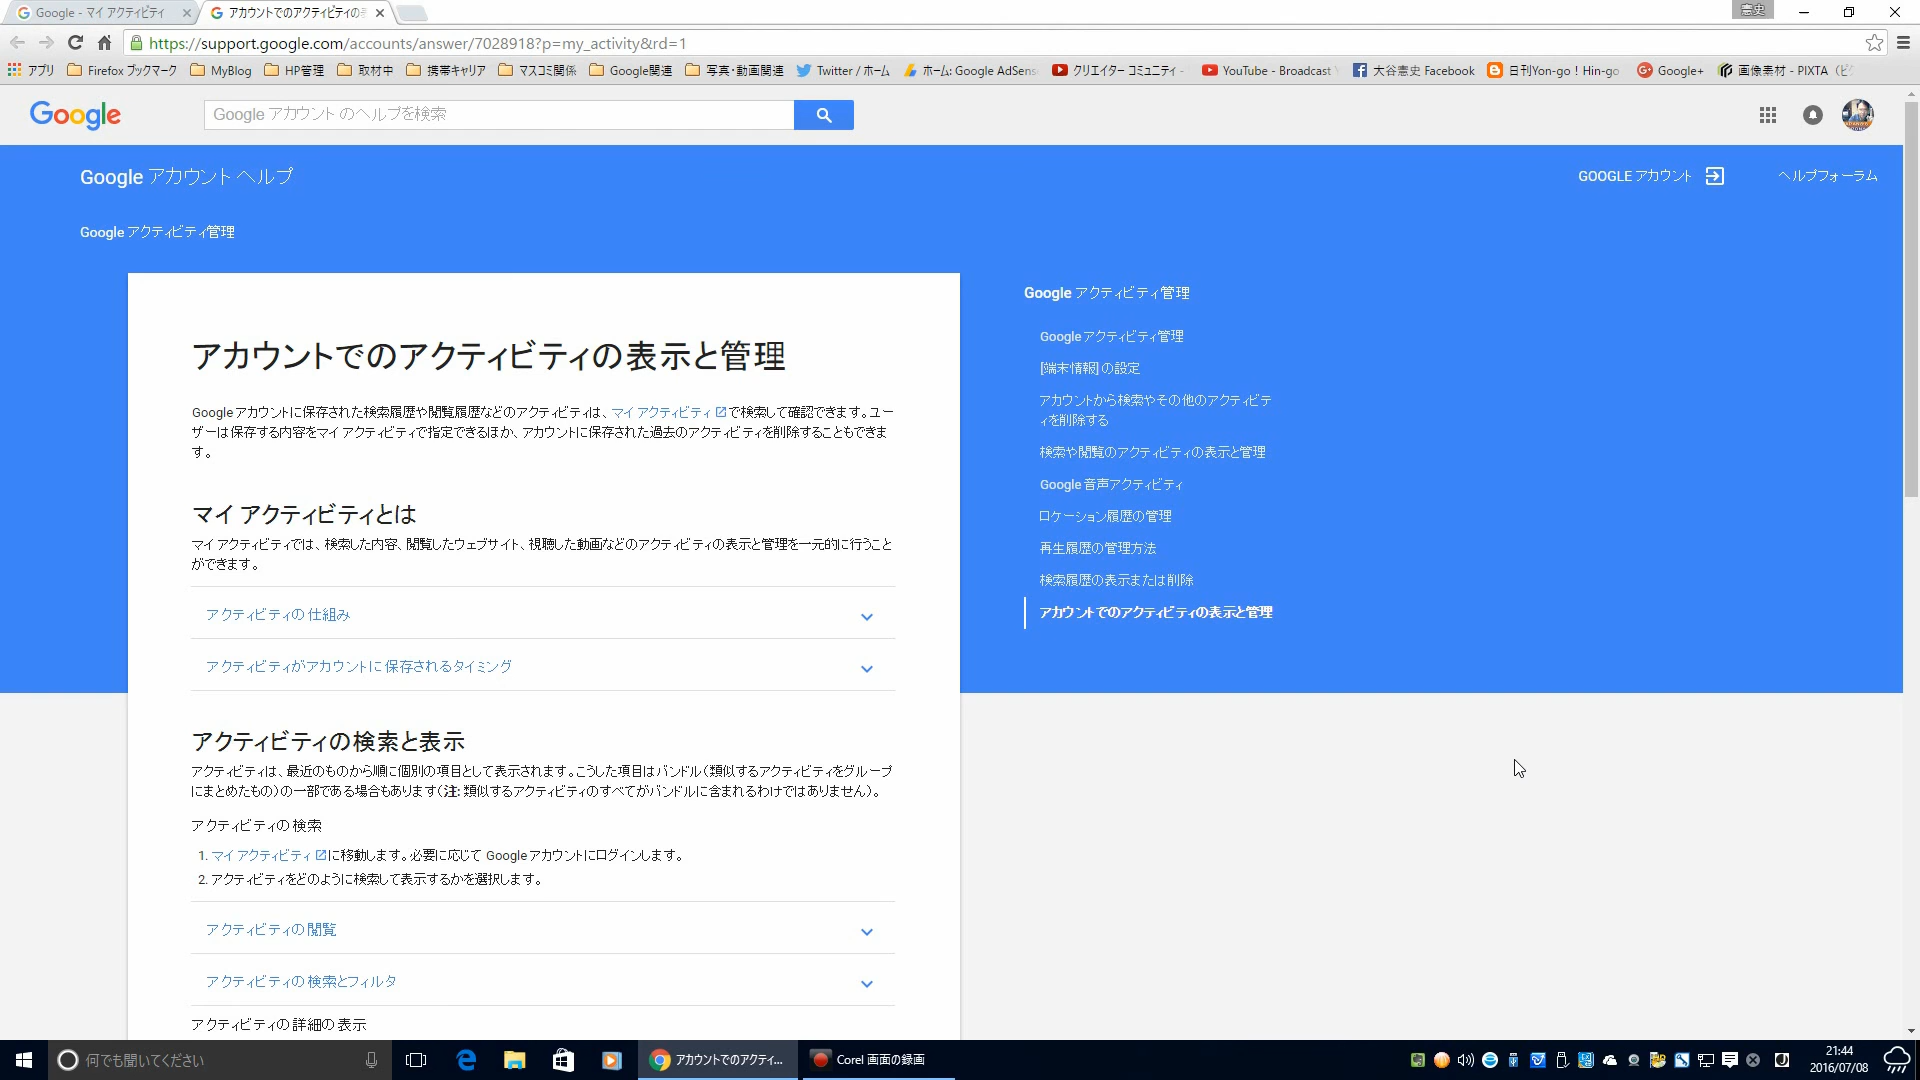 Google - マイ アクティビティ
アカウントでのアクティビティの
憲史
https://support.google.com/accounts/answer/7028918?p=my_activity&rd=1
アプリ Firefox ブックマーク MyBlog HP管理 取材中 携帯キャリア マスコミ関係 Google関連 写真・動画関連 Twitter / ホーム ホーム: Google AdSens クリエイター コミュニティ - YouTube - Broadcast 大谷憲史 Facebook 日刊Yon-go！Hin-go Google+ 画像素材 - PIXTA（ピ
Google
Google アカウント のヘルプを検索
Google アカウント ヘルプ
GOOGLE アカウント
ヘルプフォーラム
Google アクティビティ管理
アカウントでのアクティビティの表示と管理
Google アカウントに保存された検索履歴や閲覧履歴などのアクティビティは、マイ アクティビティ で検索して確認できます。ユー
ザーは保存する内容をマイ アクティビティで指定できるほか、アカウントに保存された過去のアクティビティを削除することもできま
す。
マイ アクティビティとは
マイ アクティビティでは、検索した内容、閲覧したウェブサイト、視聴した動画などのアクティビティの表示と管理を一元的に行うこと
ができます。
アクティビティの仕組み
アクティビティがアカウントに保存されるタイミング
アクティビティの検索と表示
アクティビティは、最近のものから順に個別の項目として表示されます。こうした項目はバンドル（類似するアクティビティをグループ
にまとめたもの）の一部である場合もあります（注: 類似するアクティビティのすべてがバンドルに含まれるわけではありません）。
アクティビティの検索
1. マイ アクティビティ に移動します。必要に応じて Google アカウントにログインします。
2. アクティビティをどのように検索して表示するかを選択します。
アクティビティの閲覧
アクティビティの検索とフィルタ
アクティビティの詳細の表示
Google アクティビティ管理
Google アクティビティ管理
[端末情報] の設定
アカウントから検索やその他のアクティビテ
ィを削除する
検索や閲覧のアクティビティの表示と管理
Google 音声アクティビティ
ロケーション履歴の管理
再生履歴の管理方法
検索履歴の表示または削除
アカウントでのアクティビティの表示と管理
何でも聞いてください
アカウントでのアクティ...
Corel 画面の録画
21:44
2016/07/08